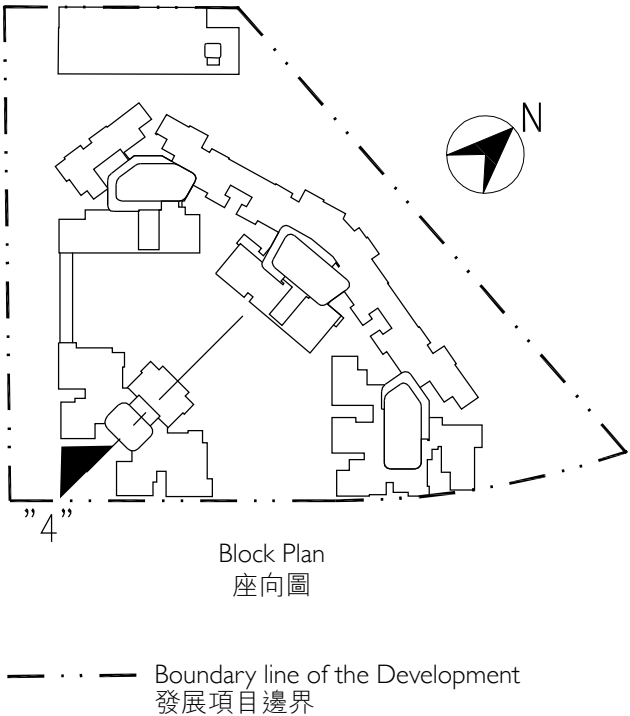 N
”4”
Block Plan
座向圖
Boundary line of the Development
發展項目邊界